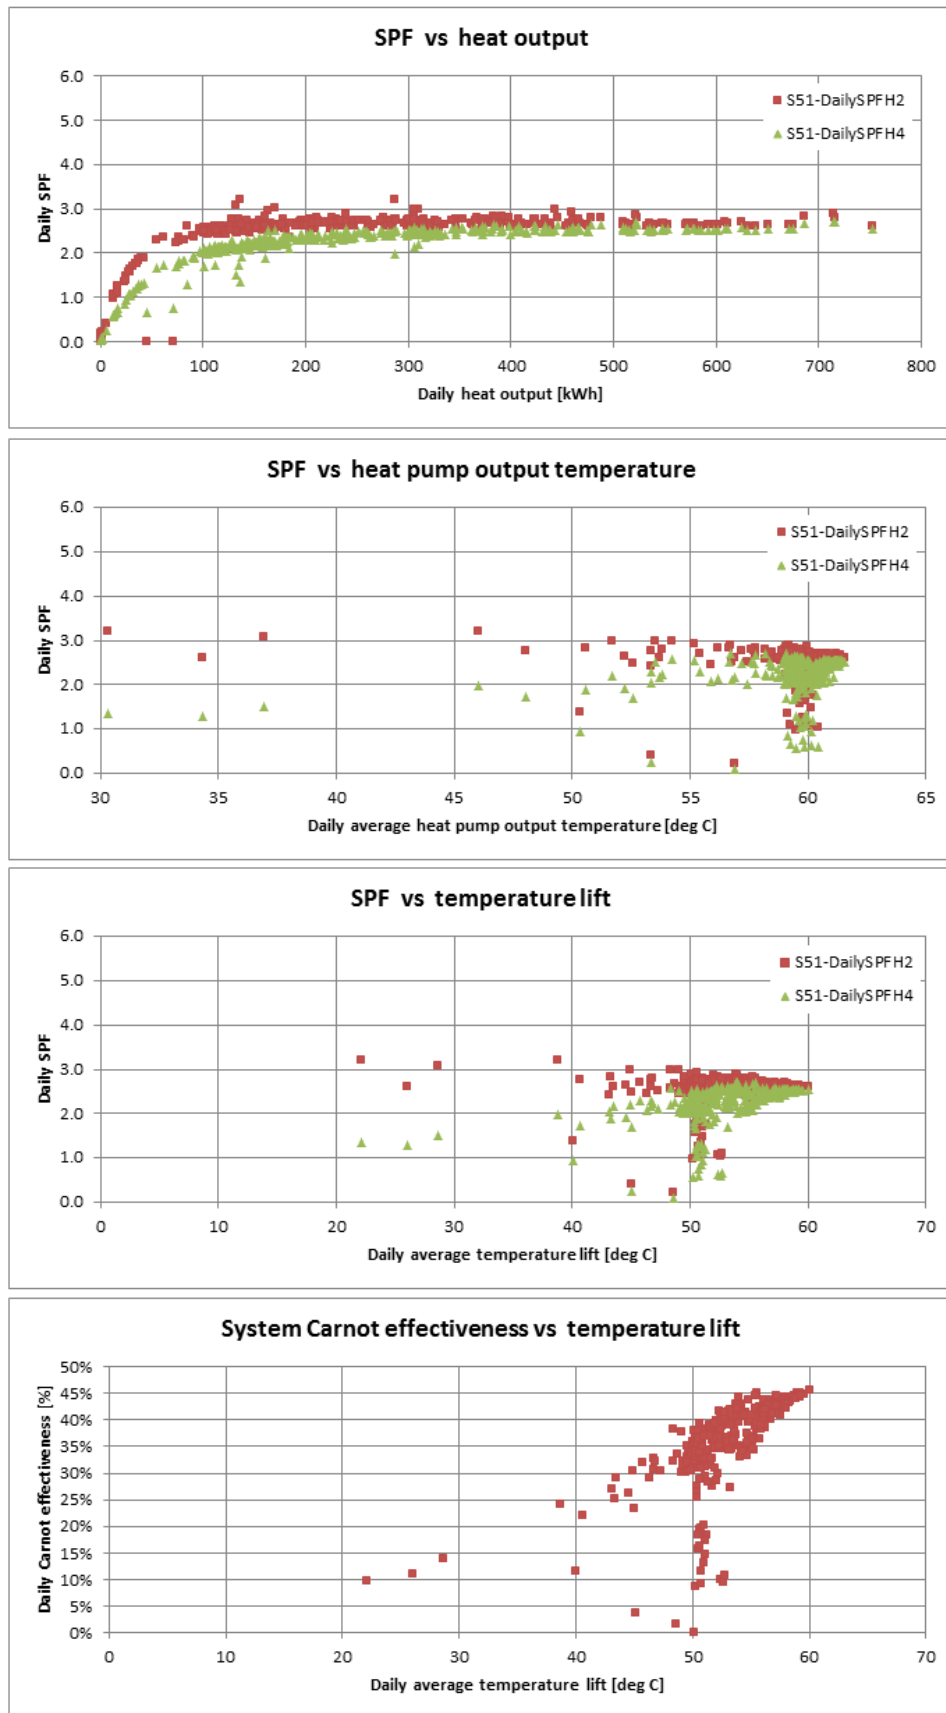 SPF vs heat output
6.0
5.0
4.0
3.0
2.0
1.0
0.0
Daily SPF
S51-DailySPFH2
S51-DailySPFH4
0 100 200 300 400 500 600 700 800
Daily heat output [kWh]
SPF vs heat pump output temperature
6.0
5.0
4.0
3.0
2.0
1.0
0.0
Daily SPF
S51-DailySPFH2
S51-DailySPFH4
30 35 40 45 50 55 60 65
Daily average heat pump output temperature [deg C]
SPF vs temperature lift
6.0
5.0
4.0
3.0
2.0
1.0
0.0
Daily SPF
S51-DailySPFH2
S51-DailySPFH4
0 10 20 30 40 50 60 70
Daily average temperature lift [deg C]
System Carnot effectiveness vs temperature lift
50%
45%
40%
35%
30%
25%
20%
15%
10%
5%
0%
Daily Carnot effectiveness [%]
0 10 20 30 40 50 60 70
Daily average temperature lift [deg C]